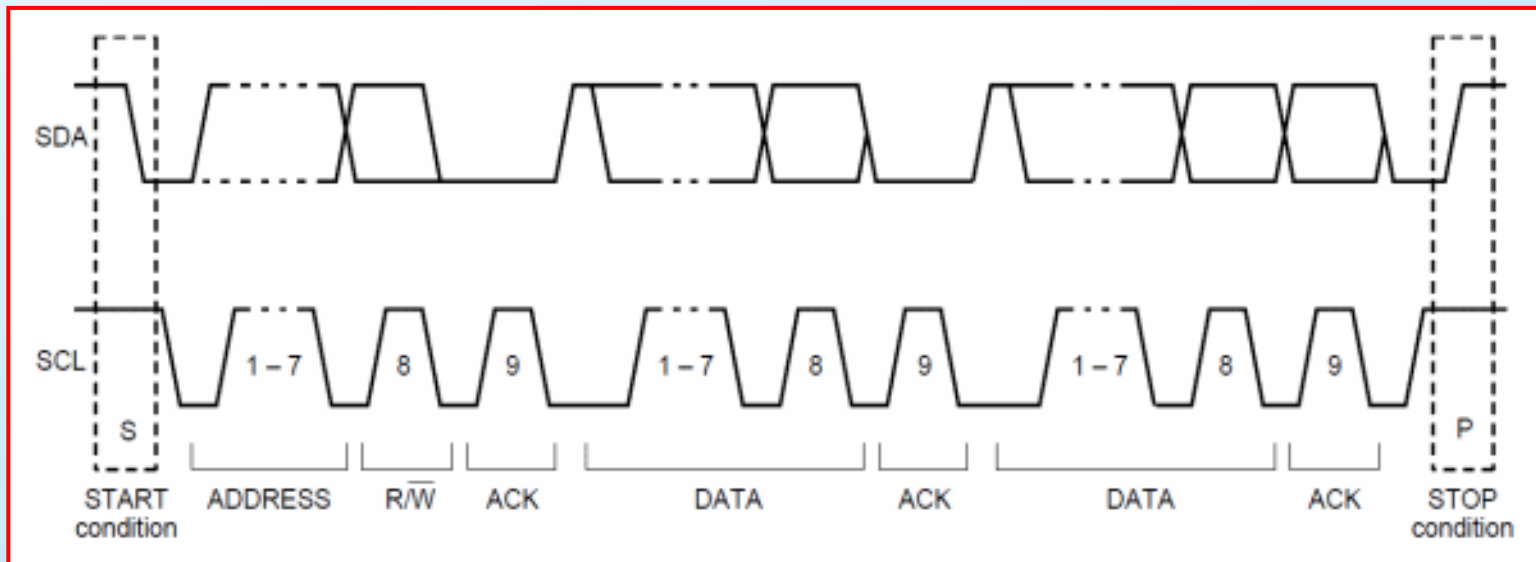 SDA
SCL
1 – 7
8
9
1 – 7
8
9
1 – 7
8
9
S
P
START
condition
ADDRESS
R/W̅
ACK
DATA
ACK
DATA
ACK
STOP
condition